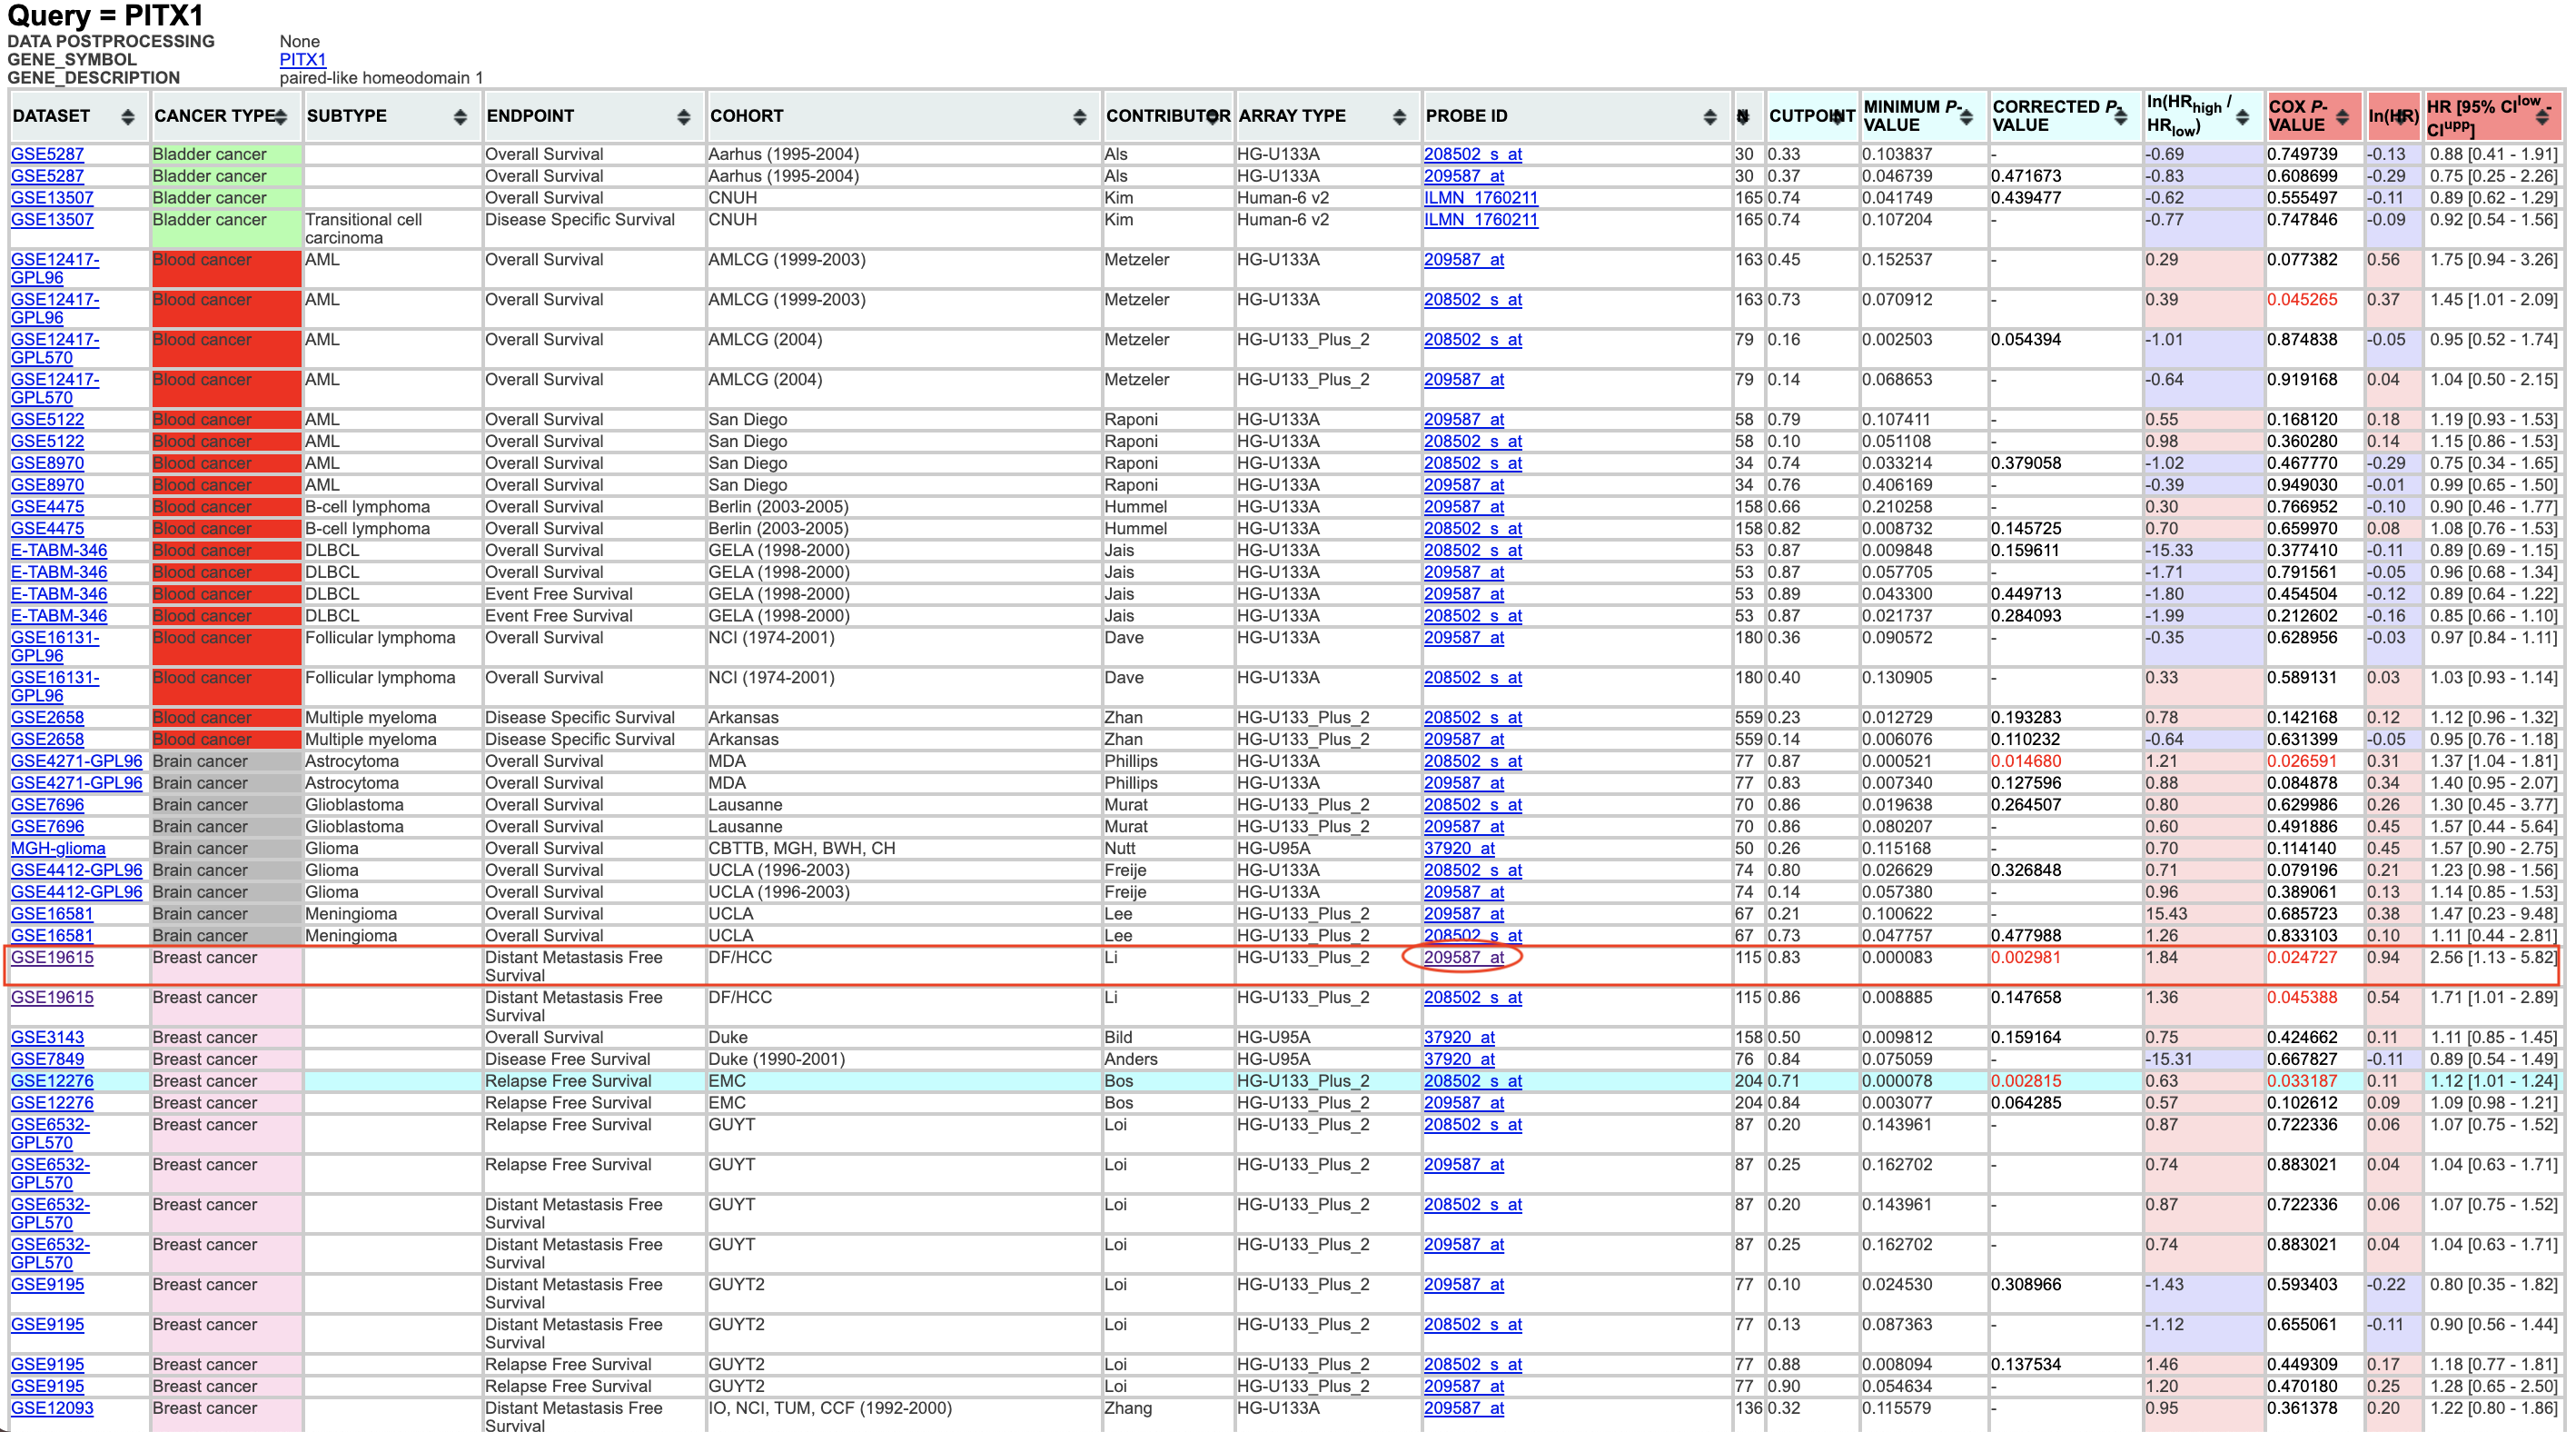 Query = PITX1
DATA POSTPROCESSING None
GENE_SYMBOL PITX1
GENE_DESCRIPTION paired-like homeodomain 1
DATASET CANCER TYPE SUBTYPE ENDPOINT COHORT CONTRIBUTOR ARRAY TYPE PROBE ID N CUTPOINT MINIMUM P-VALUE CORRECTED P-VALUE ln(HRhigh / HRlow) COX P-VALUE ln(HR) HR [95% CIlow - CIupp]
GSE5287 Bladder cancer Overall Survival Aarhus (1995-2004) Als HG-U133A 208502_s_at 30 0.33 0.103837 - -0.69 0.749739 -0.13 0.88 [0.41 - 1.91]
GSE5287 Bladder cancer Overall Survival Aarhus (1995-2004) Als HG-U133A 209587_at 30 0.37 0.046739 0.471673 -0.83 0.608699 -0.29 0.75 [0.25 - 2.26]
GSE13507 Bladder cancer Overall Survival CNUH Kim Human-6 v2 ILMN_1760211 165 0.74 0.041749 0.439477 -0.62 0.555497 -0.11 0.89 [0.62 - 1.29]
GSE13507 Bladder cancer Transitional cell carcinoma Disease Specific Survival CNUH Kim Human-6 v2 ILMN_1760211 165 0.74 0.107204 - -0.77 0.747846 -0.09 0.92 [0.54 - 1.56]
GSE12417-GPL96 Blood cancer AML Overall Survival AMLCG (1999-2003) Metzeler HG-U133A 209587_at 163 0.45 0.152537 - 0.29 0.077382 0.56 1.75 [0.94 - 3.26]
GSE12417-GPL96 Blood cancer AML Overall Survival AMLCG (1999-2003) Metzeler HG-U133A 208502_s_at 163 0.73 0.070912 - 0.39 0.045265 0.37 1.45 [1.01 - 2.09]
GSE12417-GPL570 Blood cancer AML Overall Survival AMLCG (2004) Metzeler HG-U133_Plus_2 208502_s_at 79 0.16 0.002503 0.054394 -1.01 0.874838 -0.05 0.95 [0.52 - 1.74]
GSE12417-GPL570 Blood cancer AML Overall Survival AMLCG (2004) Metzeler HG-U133_Plus_2 209587_at 79 0.14 0.068653 - -0.64 0.919168 0.04 1.04 [0.50 - 2.15]
GSE5122 Blood cancer AML Overall Survival San Diego Raponi HG-U133A 209587_at 58 0.79 0.107411 - 0.55 0.168120 0.18 1.19 [0.93 - 1.53]
GSE5122 Blood cancer AML Overall Survival San Diego Raponi HG-U133A 208502_s_at 58 0.10 0.051108 - 0.98 0.360280 0.14 1.15 [0.86 - 1.53]
GSE8970 Blood cancer AML Overall Survival San Diego Raponi HG-U133A 208502_s_at 34 0.74 0.033214 0.379058 -1.02 0.467770 -0.29 0.75 [0.34 - 1.65]
GSE8970 Blood cancer AML Overall Survival San Diego Raponi HG-U133A 209587_at 34 0.76 0.406169 - -0.39 0.949030 -0.01 0.99 [0.65 - 1.50]
GSE4475 Blood cancer B-cell lymphoma Overall Survival Berlin (2003-2005) Hummel HG-U133A 209587_at 158 0.66 0.210258 - 0.30 0.766952 -0.10 0.90 [0.46 - 1.77]
GSE4475 Blood cancer B-cell lymphoma Overall Survival Berlin (2003-2005) Hummel HG-U133A 208502_s_at 158 0.82 0.008732 0.145725 0.70 0.659970 0.08 1.08 [0.76 - 1.53]
E-TABM-346 Blood cancer DLBCL Overall Survival GELA (1998-2000) Jais HG-U133A 208502_s_at 53 0.87 0.009848 0.159611 -15.33 0.377410 -0.11 0.89 [0.69 - 1.15]
E-TABM-346 Blood cancer DLBCL Overall Survival GELA (1998-2000) Jais HG-U133A 209587_at 53 0.87 0.057705 - -1.71 0.791561 -0.05 0.96 [0.68 - 1.34]
E-TABM-346 Blood cancer DLBCL Event Free Survival GELA (1998-2000) Jais HG-U133A 209587_at 53 0.89 0.043300 0.449713 -1.80 0.454504 -0.12 0.89 [0.64 - 1.22]
E-TABM-346 Blood cancer DLBCL Event Free Survival GELA (1998-2000) Jais HG-U133A 208502_s_at 53 0.87 0.021737 0.284093 -1.99 0.212602 -0.16 0.85 [0.66 - 1.10]
GSE16131-GPL96 Blood cancer Follicular lymphoma Overall Survival NCI (1974-2001) Dave HG-U133A 209587_at 180 0.36 0.090572 - -0.35 0.628956 -0.03 0.97 [0.84 - 1.11]
GSE16131-GPL96 Blood cancer Follicular lymphoma Overall Survival NCI (1974-2001) Dave HG-U133A 208502_s_at 180 0.40 0.130905 - 0.33 0.589131 0.03 1.03 [0.93 - 1.14]
GSE2658 Blood cancer Multiple myeloma Disease Specific Survival Arkansas Zhan HG-U133_Plus_2 208502_s_at 559 0.23 0.012729 0.193283 0.78 0.142168 0.12 1.12 [0.96 - 1.32]
GSE2658 Blood cancer Multiple myeloma Disease Specific Survival Arkansas Zhan HG-U133_Plus_2 209587_at 559 0.14 0.006076 0.110232 -0.64 0.631399 -0.05 0.95 [0.76 - 1.18]
GSE4271-GPL96 Brain cancer Astrocytoma Overall Survival MDA Phillips HG-U133A 208502_s_at 77 0.87 0.000521 0.014680 1.21 0.026591 0.31 1.37 [1.04 - 1.81]
GSE4271-GPL96 Brain cancer Astrocytoma Overall Survival MDA Phillips HG-U133A 209587_at 77 0.83 0.007340 0.127596 0.88 0.084878 0.34 1.40 [0.95 - 2.07]
GSE7696 Brain cancer Glioblastoma Overall Survival Lausanne Murat HG-U133_Plus_2 208502_s_at 70 0.86 0.019638 0.264507 0.80 0.629986 0.26 1.30 [0.45 - 3.77]
GSE7696 Brain cancer Glioblastoma Overall Survival Lausanne Murat HG-U133_Plus_2 209587_at 70 0.86 0.080207 - 0.60 0.491886 0.45 1.57 [0.44 - 5.64]
MGH-glioma Brain cancer Glioma Overall Survival CBTTB, MGH, BWH, CH Nutt HG-U95A 37920_at 50 0.26 0.115168 - 0.70 0.114140 0.45 1.57 [0.90 - 2.75]
GSE4412-GPL96 Brain cancer Glioma Overall Survival UCLA (1996-2003) Freije HG-U133A 208502_s_at 74 0.80 0.026629 0.326848 0.71 0.079196 0.21 1.23 [0.98 - 1.56]
GSE4412-GPL96 Brain cancer Glioma Overall Survival UCLA (1996-2003) Freije HG-U133A 209587_at 74 0.14 0.057380 - 0.96 0.389061 0.13 1.14 [0.85 - 1.53]
GSE16581 Brain cancer Meningioma Overall Survival UCLA Lee HG-U133_Plus_2 209587_at 67 0.21 0.100622 - 15.43 0.685723 0.38 1.47 [0.23 - 9.48]
GSE16581 Brain cancer Meningioma Overall Survival UCLA Lee HG-U133_Plus_2 208502_s_at 67 0.73 0.047757 0.477988 1.26 0.833103 0.10 1.11 [0.44 - 2.81]
GSE19615 Breast cancer Distant Metastasis Free Survival DF/HCC Li HG-U133_Plus_2 209587_at 115 0.83 0.000083 0.002981 1.84 0.024727 0.94 2.56 [1.13 - 5.82]
GSE19615 Breast cancer Distant Metastasis Free Survival DF/HCC Li HG-U133_Plus_2 208502_s_at 115 0.86 0.008885 0.147658 1.36 0.045388 0.54 1.71 [1.01 - 2.89]
GSE3143 Breast cancer Overall Survival Duke Bild HG-U95A 37920_at 158 0.50 0.009812 0.159164 0.75 0.424662 0.11 1.11 [0.85 - 1.45]
GSE7849 Breast cancer Disease Free Survival Duke (1990-2001) Anders HG-U95A 37920_at 76 0.84 0.075059 - -15.31 0.667827 -0.11 0.89 [0.54 - 1.49]
GSE12276 Breast cancer Relapse Free Survival EMC Bos HG-U133_Plus_2 208502_s_at 204 0.71 0.000078 0.002815 0.63 0.033187 0.11 1.12 [1.01 - 1.24]
GSE12276 Breast cancer Relapse Free Survival EMC Bos HG-U133_Plus_2 209587_at 204 0.84 0.003077 0.064285 0.57 0.102612 0.09 1.09 [0.98 - 1.21]
GSE6532-GPL570 Breast cancer Relapse Free Survival GUYT Loi HG-U133_Plus_2 208502_s_at 87 0.20 0.143961 - 0.87 0.722336 0.06 1.07 [0.75 - 1.52]
GSE6532-GPL570 Breast cancer Relapse Free Survival GUYT Loi HG-U133_Plus_2 209587_at 87 0.25 0.162702 - 0.74 0.883021 0.04 1.04 [0.63 - 1.71]
GSE6532-GPL570 Breast cancer Distant Metastasis Free Survival GUYT Loi HG-U133_Plus_2 208502_s_at 87 0.20 0.143961 - 0.87 0.722336 0.06 1.07 [0.75 - 1.52]
GSE6532-GPL570 Breast cancer Distant Metastasis Free Survival GUYT Loi HG-U133_Plus_2 209587_at 87 0.25 0.162702 - 0.74 0.883021 0.04 1.04 [0.63 - 1.71]
GSE9195 Breast cancer Distant Metastasis Free Survival GUYT2 Loi HG-U133_Plus_2 209587_at 77 0.10 0.024530 0.308966 -1.43 0.593403 -0.22 0.80 [0.35 - 1.82]
GSE9195 Breast cancer Distant Metastasis Free Survival GUYT2 Loi HG-U133_Plus_2 208502_s_at 77 0.13 0.087363 - -1.12 0.655061 -0.11 0.90 [0.56 - 1.44]
GSE9195 Breast cancer Relapse Free Survival GUYT2 Loi HG-U133_Plus_2 208502_s_at 77 0.88 0.008094 0.137534 1.46 0.449309 0.17 1.18 [0.77 - 1.81]
GSE9195 Breast cancer Relapse Free Survival GUYT2 Loi HG-U133_Plus_2 209587_at 77 0.90 0.054634 - 1.20 0.470180 0.25 1.28 [0.65 - 2.50]
GSE12093 Breast cancer Distant Metastasis Free Survival IO, NCI, TUM, CCF (1992-2000) Zhang HG-U133A 209587_at 136 0.32 0.115579 - 0.95 0.361378 0.20 1.22 [0.80 - 1.86]